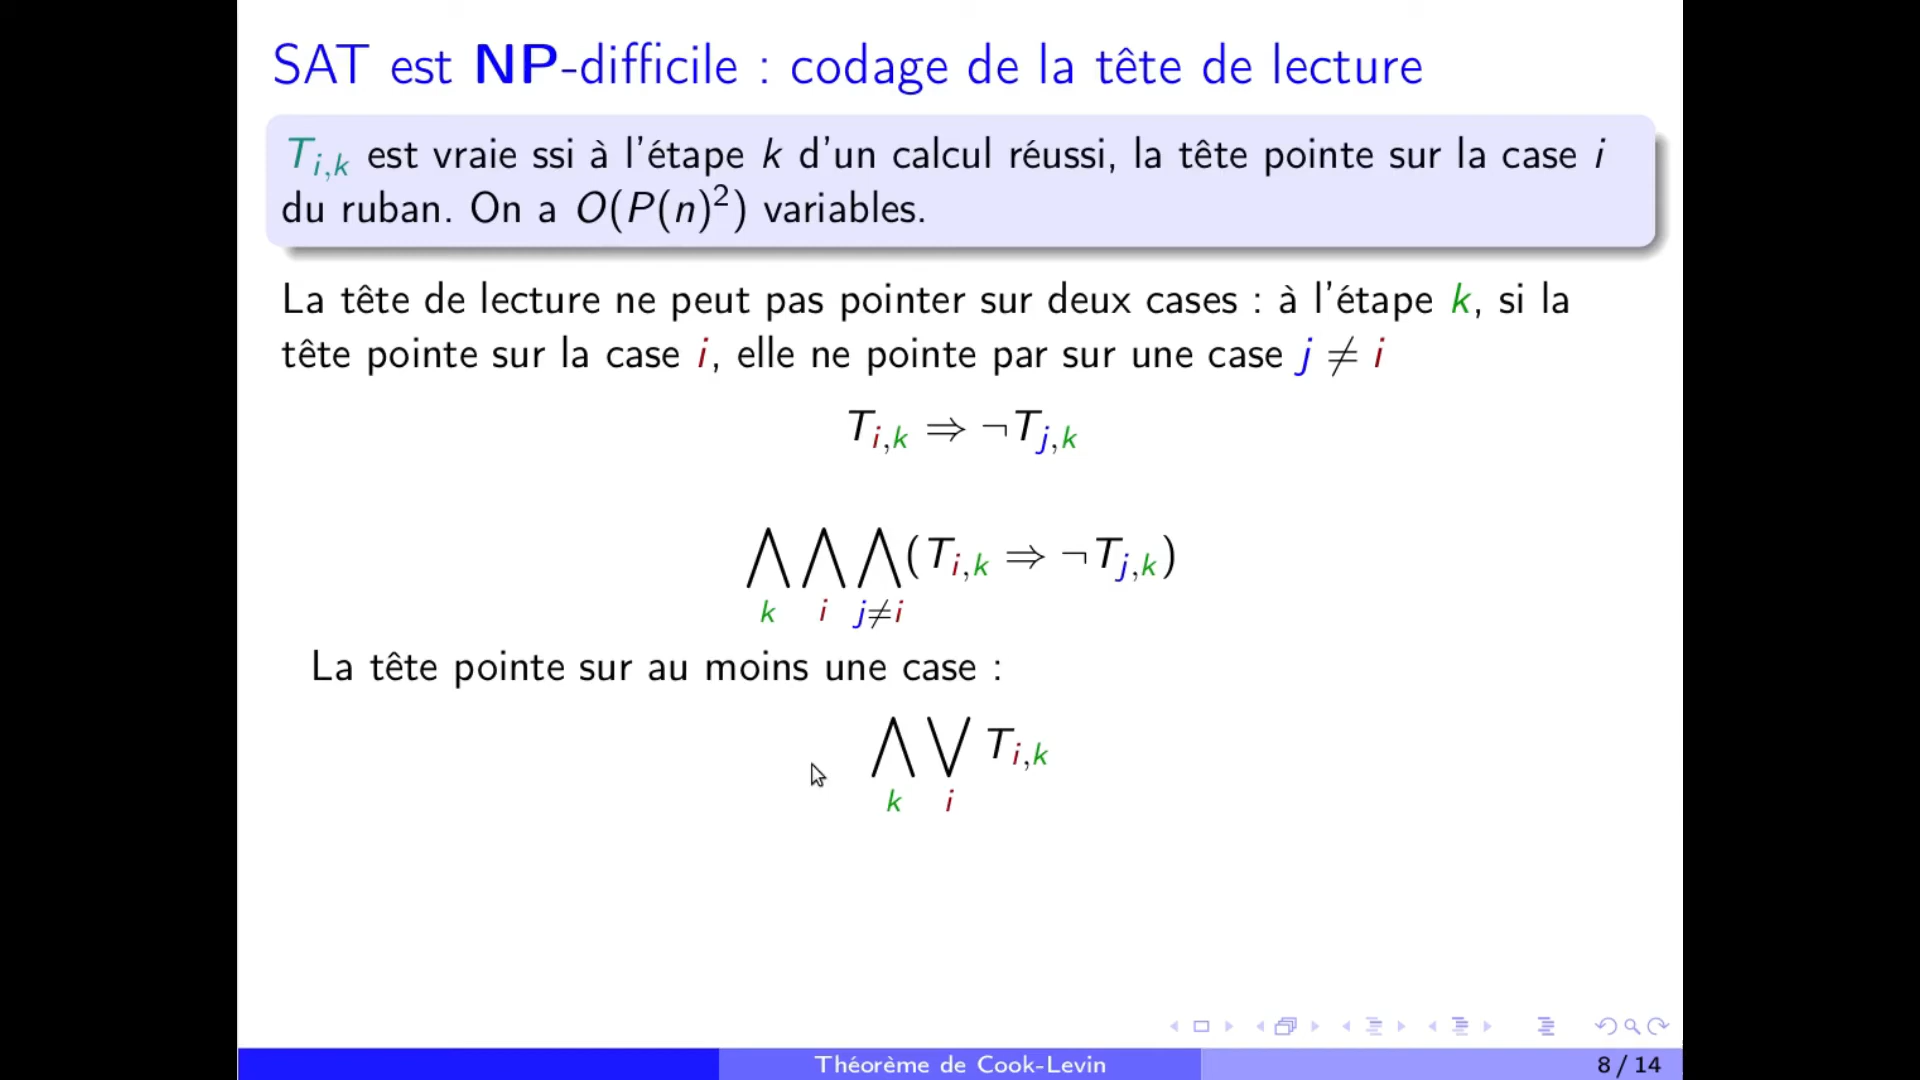 SAT est NP-difficile : codage de la tête de lecture
T_{i,k} est vraie ssi à l'étape k d'un calcul réussi, la tête pointe sur la case i
du ruban. On a O(P(n)²) variables.
La tête de lecture ne peut pas pointer sur deux cases : à l'étape k, si la
tête pointe sur la case i, elle ne pointe par sur une case j ≠ i
T_{i,k} ⇒ ¬T_{j,k}
⋀_k ⋀_i ⋀_{j≠i} (T_{i,k} ⇒ ¬T_{j,k})
La tête pointe sur au moins une case :
⋀_k ⋁_i T_{i,k}
Théorème de Cook-Levin
8 / 14